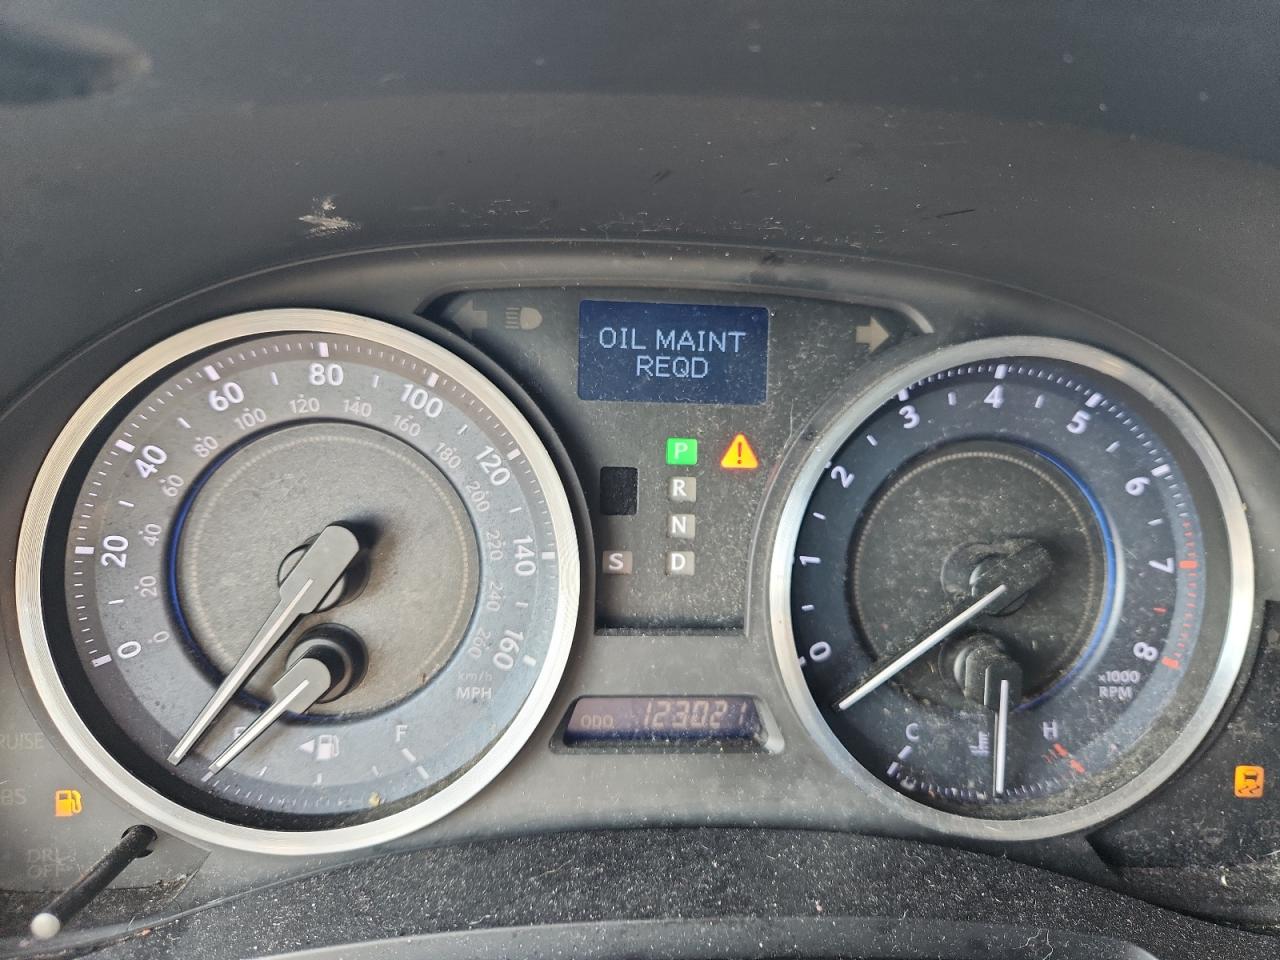 OIL MAINT
REQD
P
R
N
S D
0 20 40 60 80 100 120 140 160
0 20 40 60 80 100 120 140 160 180 200 220 240 260
km/h
MPH
F
ODO 123021
0 1 2 3 4 5 6 7 8
x1000
RPM
C H
DRL
OFF